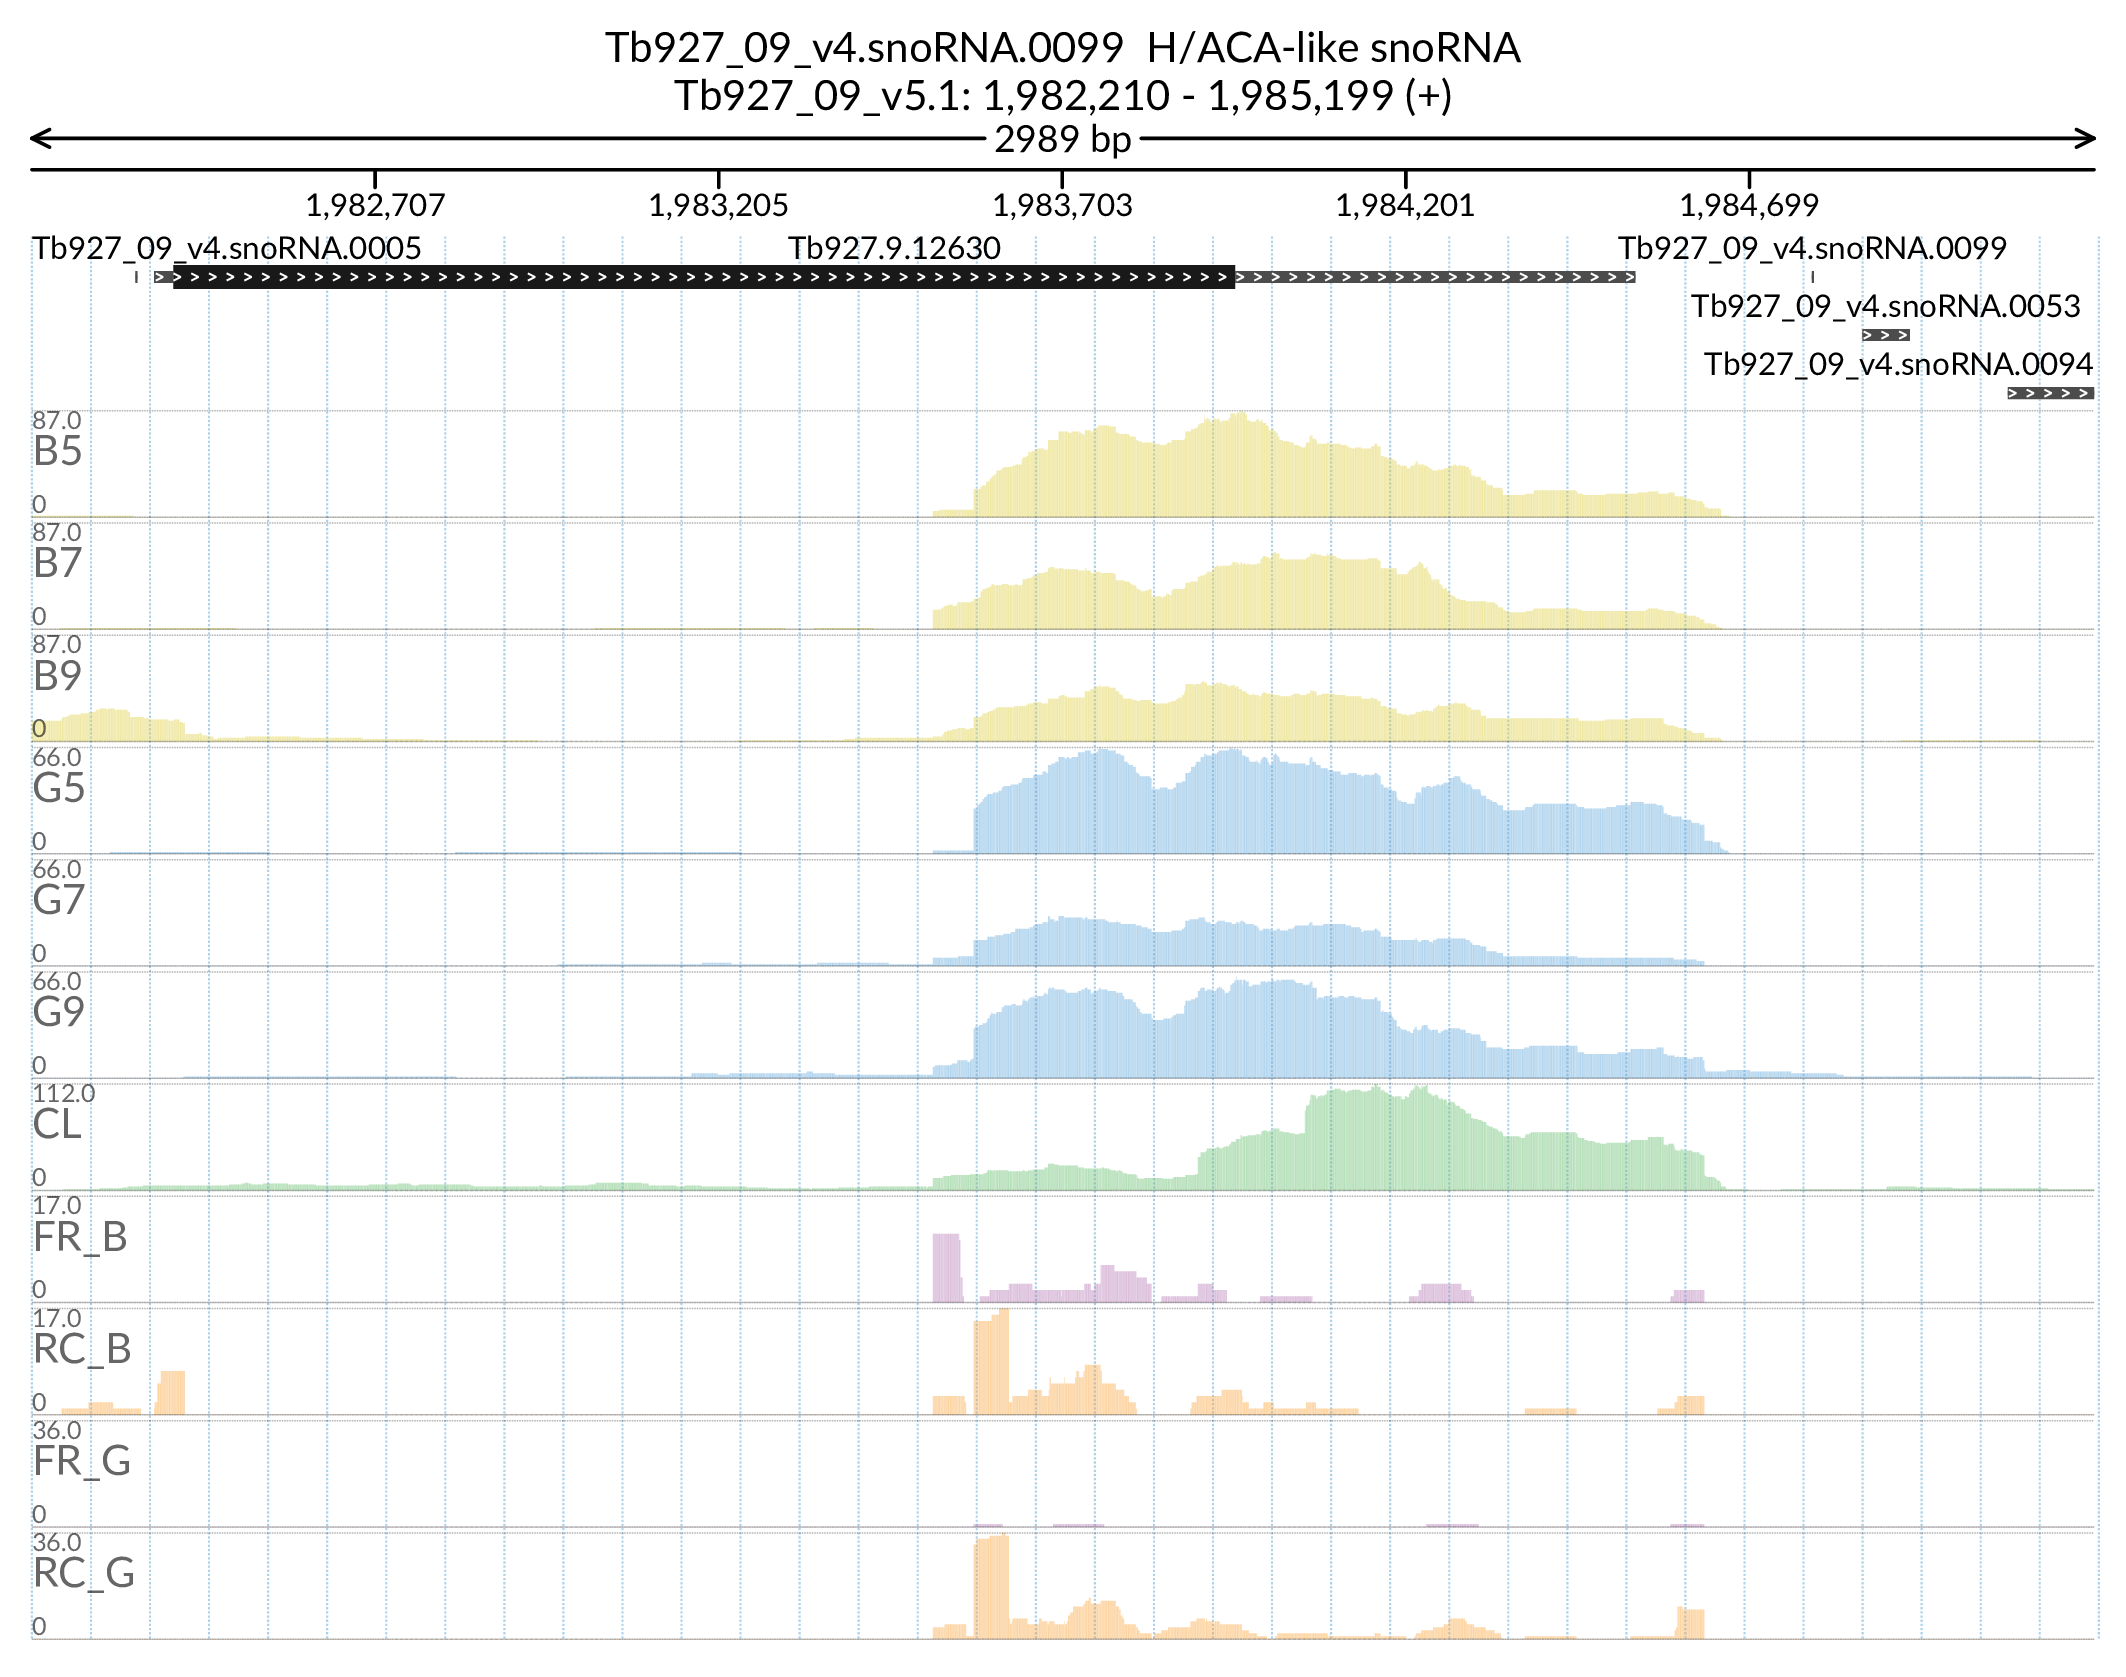 Tb927_09_v4.snoRNA.0099  H/ACA-like snoRNA
Tb927_09_v5.1: 1,982,210 - 1,985,199 (+)
2989 bp
1,982,707 1,983,205 1,983,703 1,984,201 1,984,699
Tb927_09_v4.snoRNA.0005 Tb927.9.12630 Tb927_09_v4.snoRNA.0099
Tb927_09_v4.snoRNA.0053
Tb927_09_v4.snoRNA.0094
87.0
B5
0
87.0
B7
0
87.0
B9
0
66.0
G5
0
66.0
G7
0
66.0
G9
0
112.0
CL
0
17.0
FR_B
0
17.0
RC_B
0
36.0
FR_G
0
36.0
RC_G
0